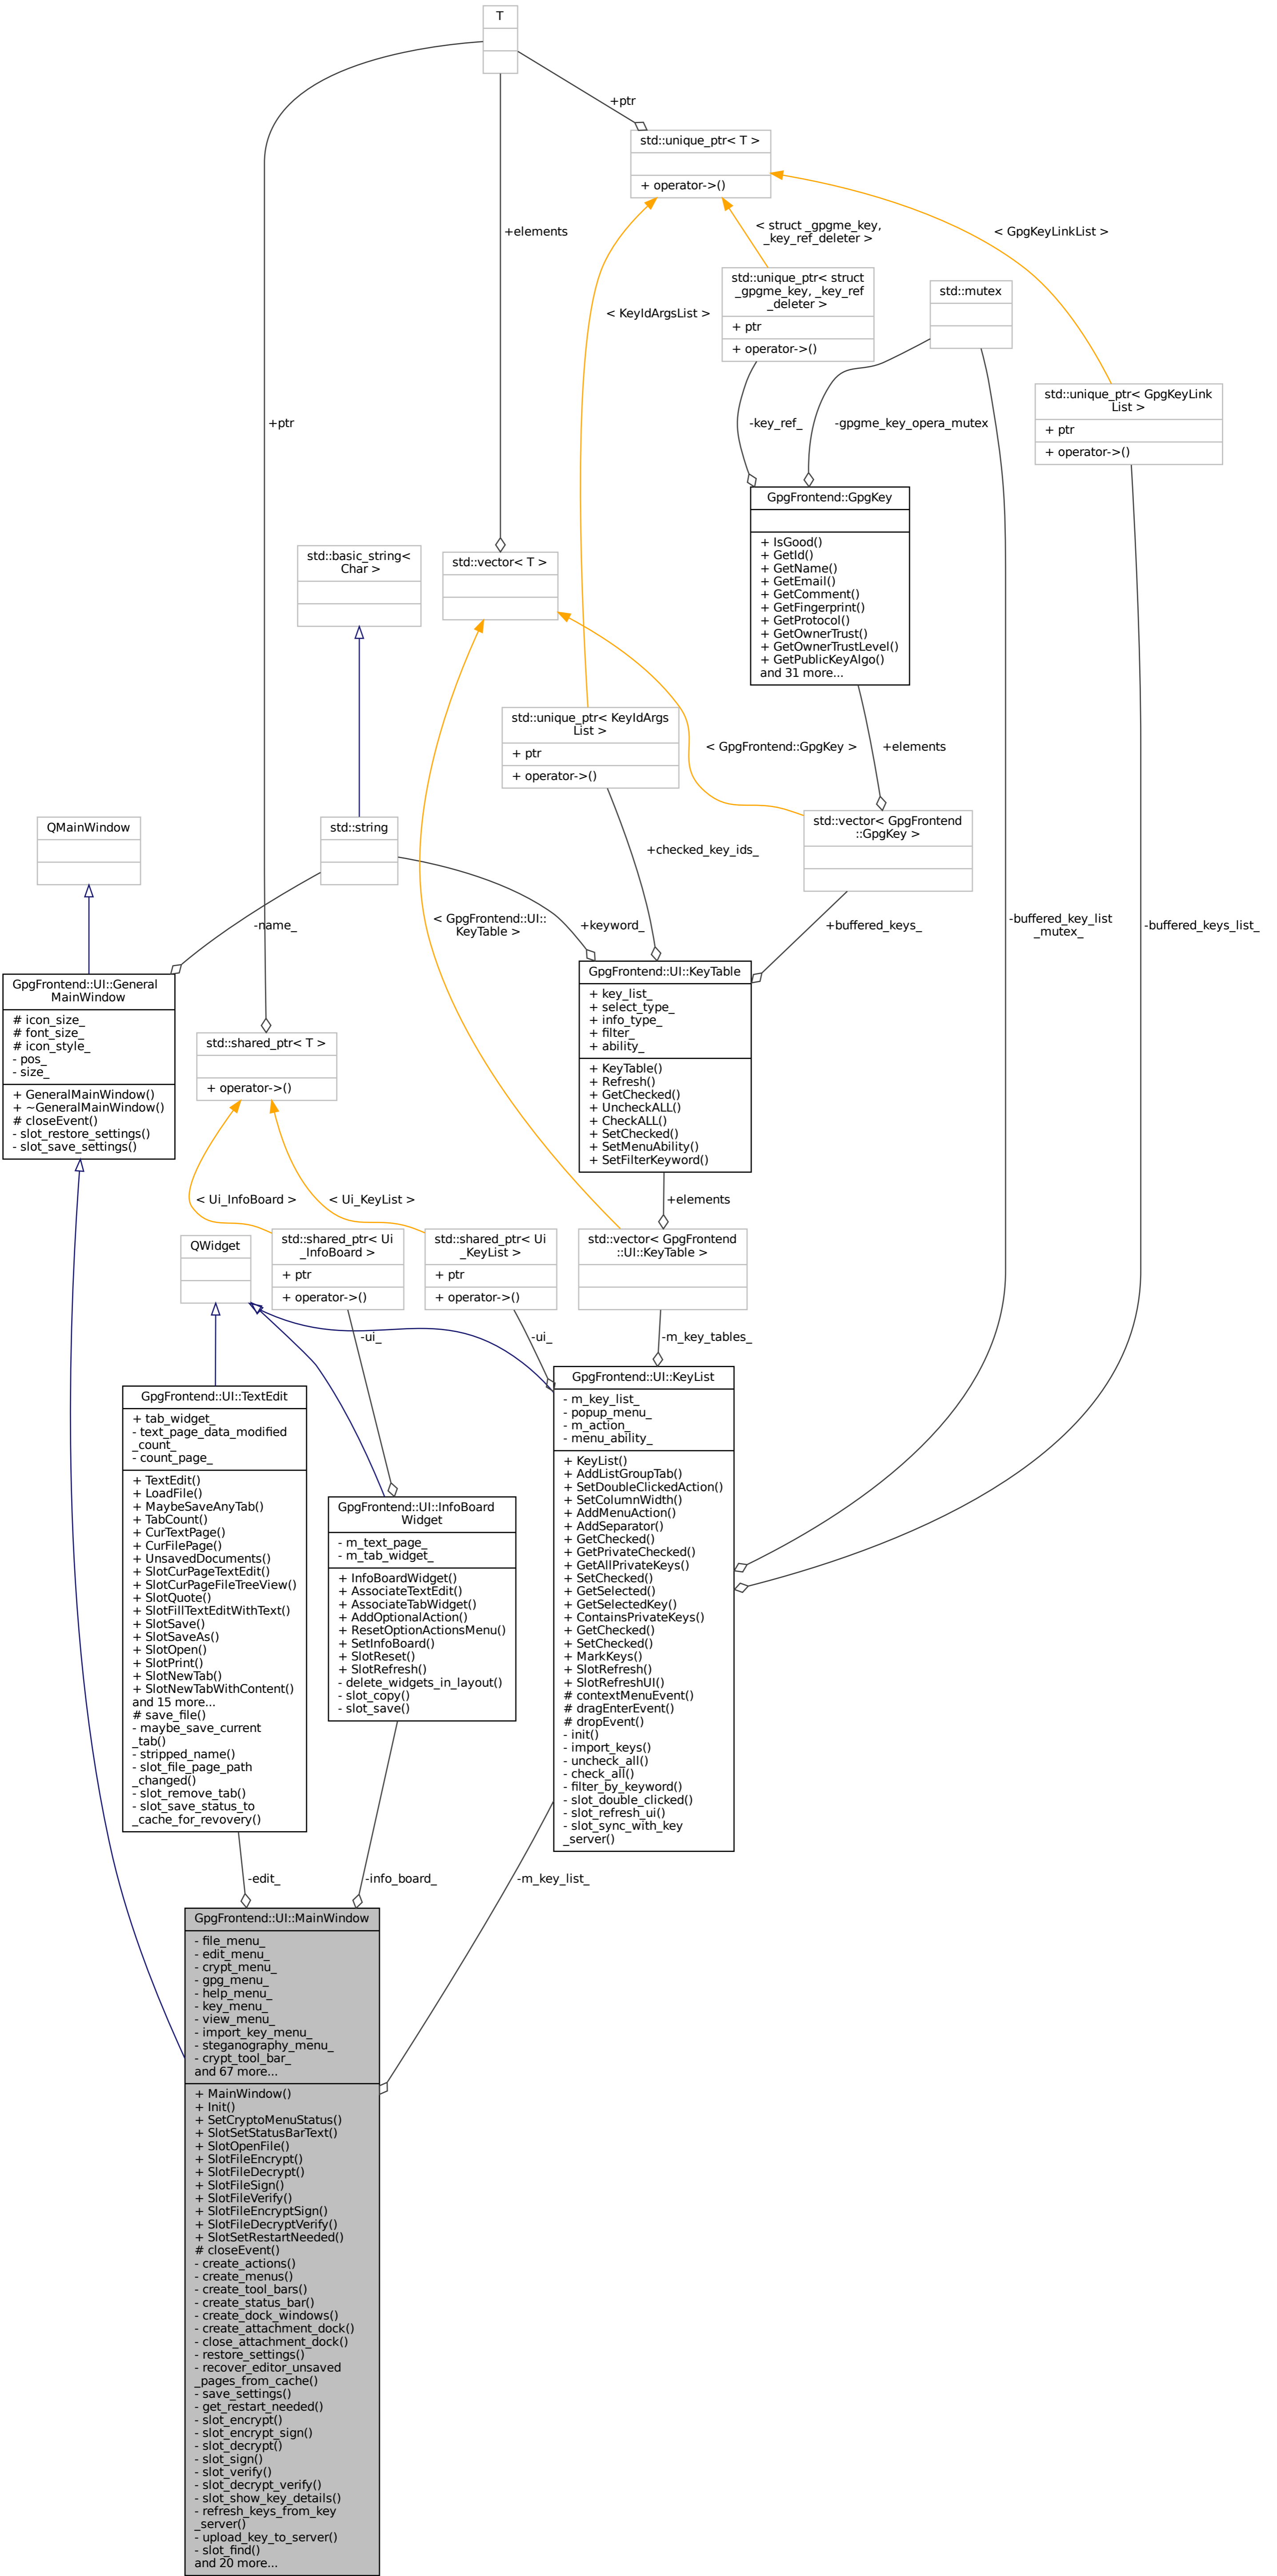 T
+ptr
std::unique_ptr< T >
+ operator->()
+elements
< struct _gpgme_key,
_key_ref_deleter >
< GpgKeyLinkList >
std::unique_ptr< struct
_gpgme_key, _key_ref
_deleter >
+ ptr
+ operator->()
std::mutex
< KeyIdArgsList >
std::unique_ptr< GpgKeyLink
List >
+ ptr
+ operator->()
+ptr
-key_ref_
-gpgme_key_opera_mutex
GpgFrontend::GpgKey
+ IsGood()
+ GetId()
+ GetName()
+ GetEmail()
+ GetComment()
+ GetFingerprint()
+ GetProtocol()
+ GetOwnerTrust()
+ GetOwnerTrustLevel()
+ GetPublicKeyAlgo()
and 31 more...
std::basic_string<
Char >
std::vector< T >
std::unique_ptr< KeyIdArgs
List >
+ ptr
+ operator->()
< GpgFrontend::GpgKey >
+elements
QMainWindow
std::string
std::vector< GpgFrontend
::GpgKey >
+checked_key_ids_
-name_
< GpgFrontend::UI::
KeyTable >
+keyword_
+buffered_keys_
-buffered_key_list
_mutex_
-buffered_keys_list_
GpgFrontend::UI::General
MainWindow
# icon_size_
# font_size_
# icon_style_
- pos_
- size_
+ GeneralMainWindow()
+ ~GeneralMainWindow()
# closeEvent()
- slot_restore_settings()
- slot_save_settings()
std::shared_ptr< T >
+ operator->()
GpgFrontend::UI::KeyTable
+ key_list_
+ select_type_
+ info_type_
+ filter_
+ ability_
+ KeyTable()
+ Refresh()
+ GetChecked()
+ UncheckALL()
+ CheckALL()
+ SetChecked()
+ SetMenuAbility()
+ SetFilterKeyword()
< Ui_InfoBoard >
< Ui_KeyList >
+elements
QWidget
std::shared_ptr< Ui
_InfoBoard >
+ ptr
+ operator->()
std::shared_ptr< Ui
_KeyList >
+ ptr
+ operator->()
std::vector< GpgFrontend
::UI::KeyTable >
-ui_
-ui_
-m_key_tables_
GpgFrontend::UI::TextEdit
+ tab_widget_
- text_page_data_modified
_count_
- count_page_
+ TextEdit()
+ LoadFile()
+ MaybeSaveAnyTab()
+ TabCount()
+ CurTextPage()
+ CurFilePage()
+ UnsavedDocuments()
+ SlotCurPageTextEdit()
+ SlotCurPageFileTreeView()
+ SlotQuote()
+ SlotFillTextEditWithText()
+ SlotSave()
+ SlotSaveAs()
+ SlotOpen()
+ SlotPrint()
+ SlotNewTab()
+ SlotNewTabWithContent()
and 15 more...
# save_file()
- maybe_save_current
_tab()
- stripped_name()
- slot_file_page_path
_changed()
- slot_remove_tab()
- slot_save_status_to
_cache_for_revovery()
GpgFrontend::UI::InfoBoard
Widget
- m_text_page_
- m_tab_widget_
+ InfoBoardWidget()
+ AssociateTextEdit()
+ AssociateTabWidget()
+ AddOptionalAction()
+ ResetOptionActionsMenu()
+ SetInfoBoard()
+ SlotReset()
+ SlotRefresh()
- delete_widgets_in_layout()
- slot_copy()
- slot_save()
GpgFrontend::UI::KeyList
- m_key_list_
- popup_menu_
- m_action_
- menu_ability_
+ KeyList()
+ AddListGroupTab()
+ SetDoubleClickedAction()
+ SetColumnWidth()
+ AddMenuAction()
+ AddSeparator()
+ GetChecked()
+ GetPrivateChecked()
+ GetAllPrivateKeys()
+ SetChecked()
+ GetSelected()
+ GetSelectedKey()
+ ContainsPrivateKeys()
+ GetChecked()
+ SetChecked()
+ MarkKeys()
+ SlotRefresh()
+ SlotRefreshUI()
# contextMenuEvent()
# dragEnterEvent()
# dropEvent()
- init()
- import_keys()
- uncheck_all()
- check_all()
- filter_by_keyword()
- slot_double_clicked()
- slot_refresh_ui()
- slot_sync_with_key
_server()
-edit_
-info_board_
-m_key_list_
GpgFrontend::UI::MainWindow
- file_menu_
- edit_menu_
- crypt_menu_
- gpg_menu_
- help_menu_
- key_menu_
- view_menu_
- import_key_menu_
- steganography_menu_
- crypt_tool_bar_
and 67 more...
+ MainWindow()
+ Init()
+ SetCryptoMenuStatus()
+ SlotSetStatusBarText()
+ SlotOpenFile()
+ SlotFileEncrypt()
+ SlotFileDecrypt()
+ SlotFileSign()
+ SlotFileVerify()
+ SlotFileEncryptSign()
+ SlotFileDecryptVerify()
+ SlotSetRestartNeeded()
# closeEvent()
- create_actions()
- create_menus()
- create_tool_bars()
- create_status_bar()
- create_dock_windows()
- create_attachment_dock()
- close_attachment_dock()
- restore_settings()
- recover_editor_unsaved
_pages_from_cache()
- save_settings()
- get_restart_needed()
- slot_encrypt()
- slot_encrypt_sign()
- slot_decrypt()
- slot_sign()
- slot_verify()
- slot_decrypt_verify()
- slot_show_key_details()
- refresh_keys_from_key
_server()
- upload_key_to_server()
- slot_find()
and 20 more...